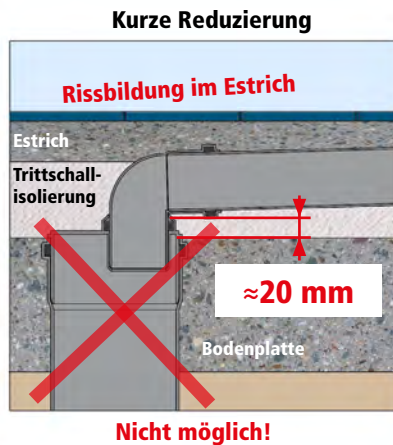 Kurze Reduzierung
Rissbildung im Estrich
Estrich
Trittschall-
isolierung
≈20 mm
Bodenplatte
Nicht möglich!